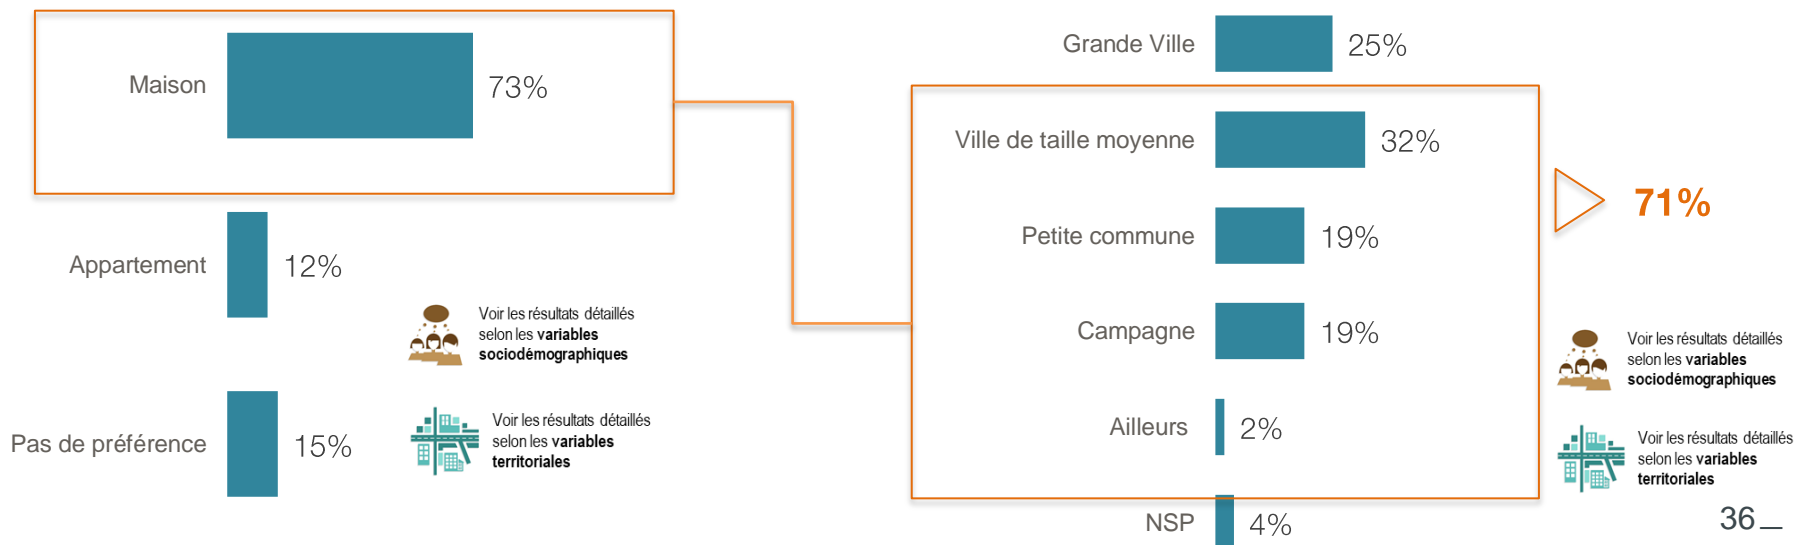 Maison
73%
Appartement
12%
Voir les résultats détaillés
selon les variables
sociodémographiques
Pas de préférence
15%
Voir les résultats détaillés
selon les variables
territoriales
Grande Ville
25%
Ville de taille moyenne
32%
Petite commune
19%
Campagne
19%
Ailleurs
2%
NSP
4%
71%
Voir les résultats détaillés
selon les variables
sociodémographiques
Voir les résultats détaillés
selon les variables
territoriales
36